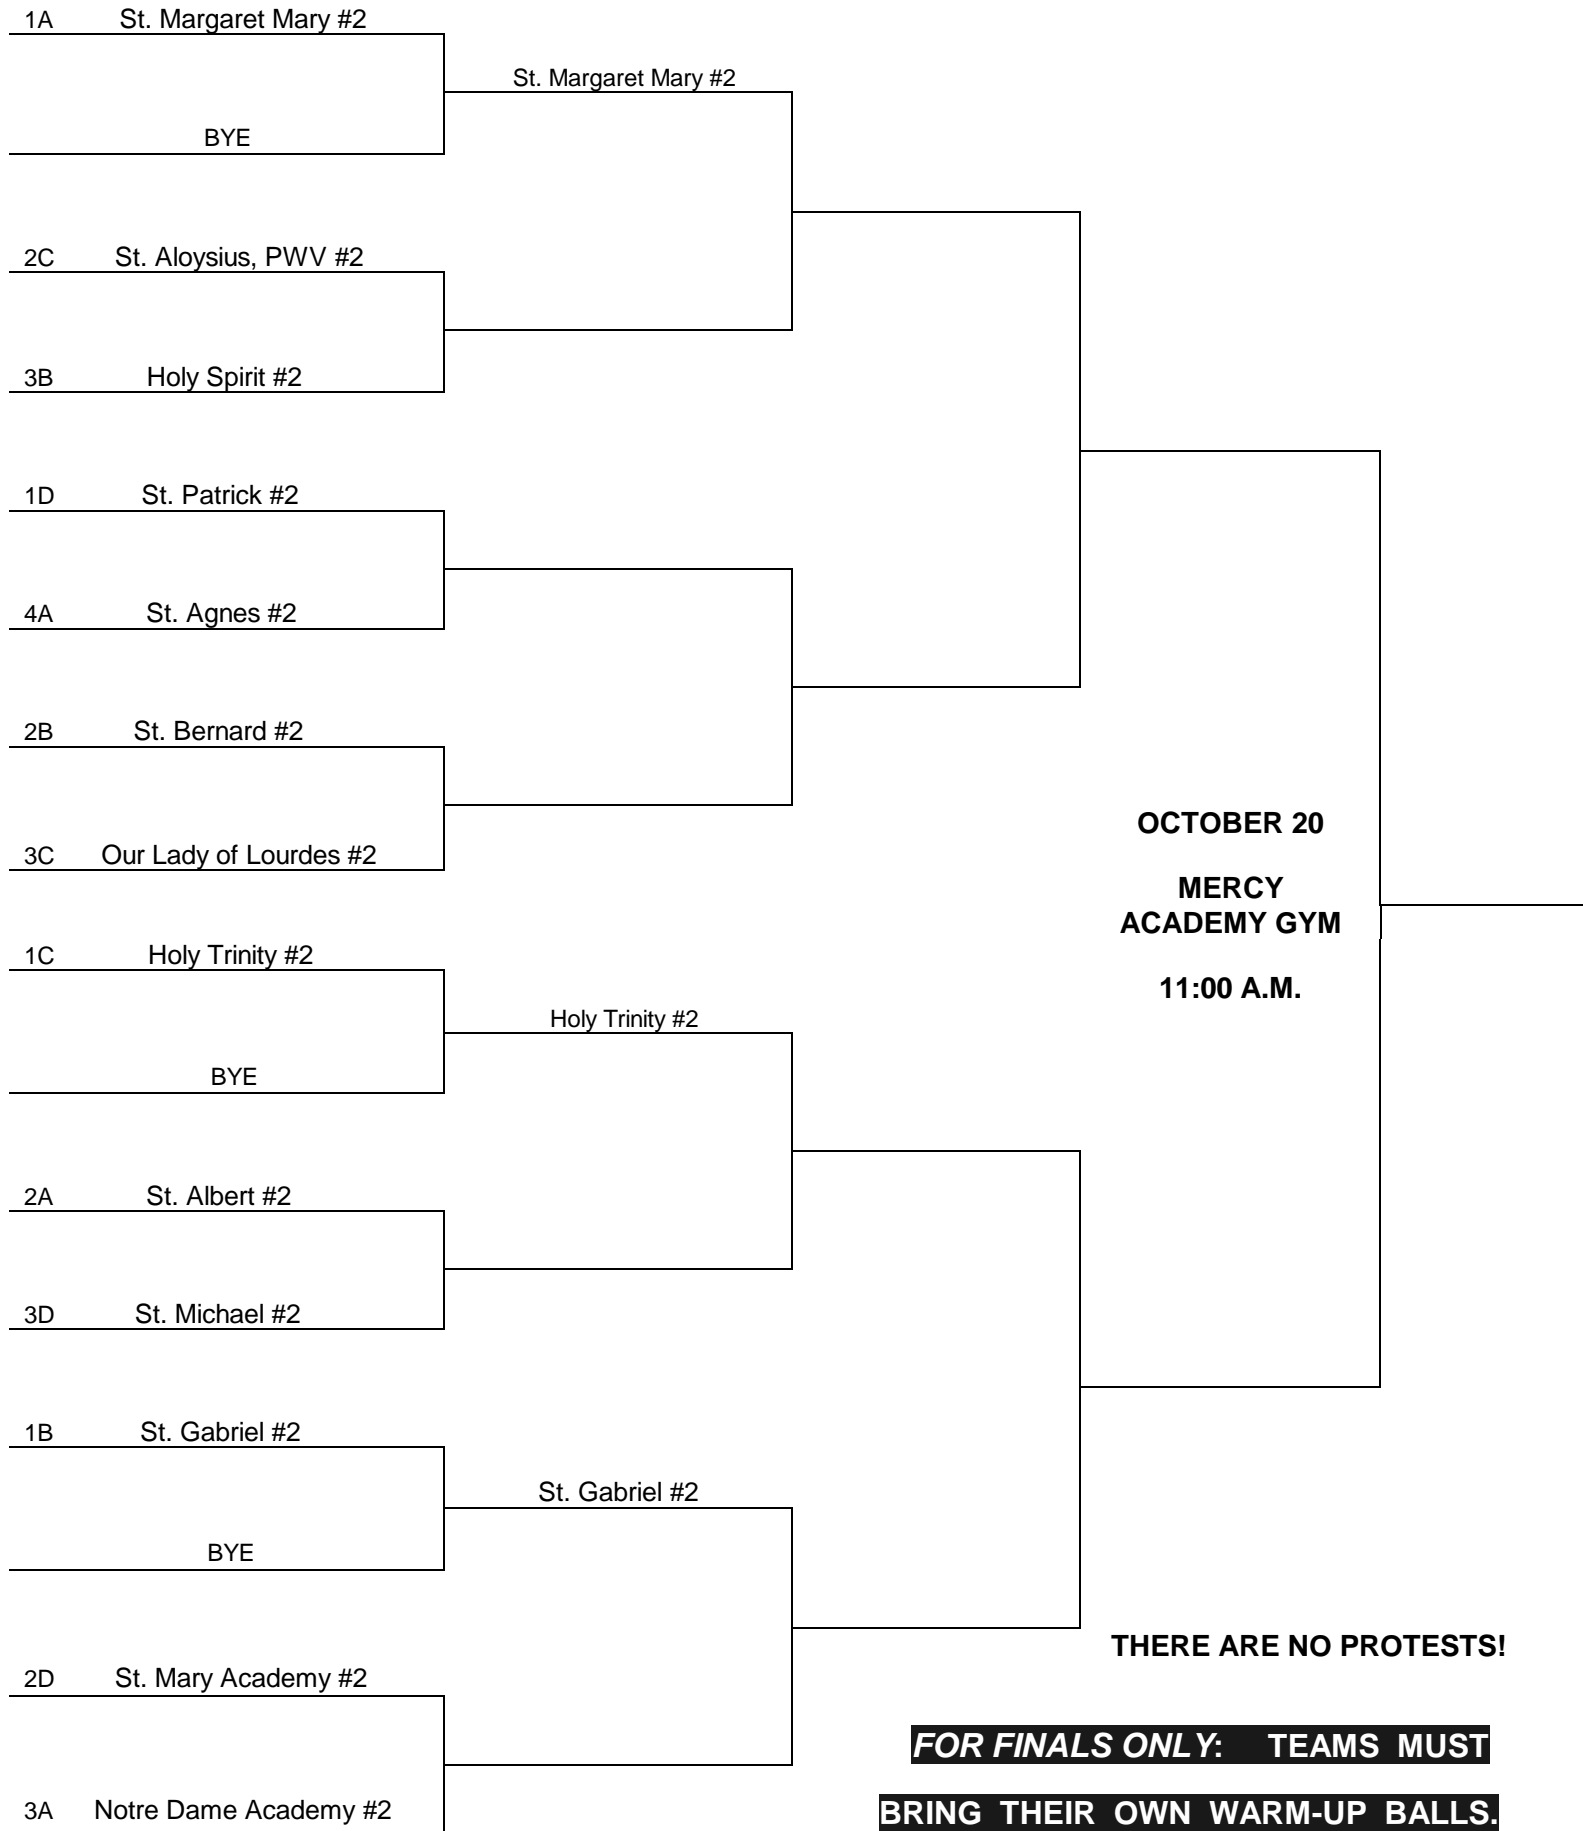 1A St. Margaret Mary #2
St. Margaret Mary #2
BYE
2C St. Aloysius, PWV #2
3B Holy Spirit #2
1D St. Patrick #2
4A St. Agnes #2
2B St. Bernard #2
OCTOBER 20
3C Our Lady of Lourdes #2
MERCY
ACADEMY GYM
1C Holy Trinity #2
11:00 A.M.
Holy Trinity #2
BYE
2A St. Albert #2
3D St. Michael #2
1B St. Gabriel #2
St. Gabriel #2
BYE
THERE ARE NO PROTESTS!
2D St. Mary Academy #2
FOR FINALS ONLY: TEAMS MUST
3A Notre Dame Academy #2
BRING THEIR OWN WARM-UP BALLS.